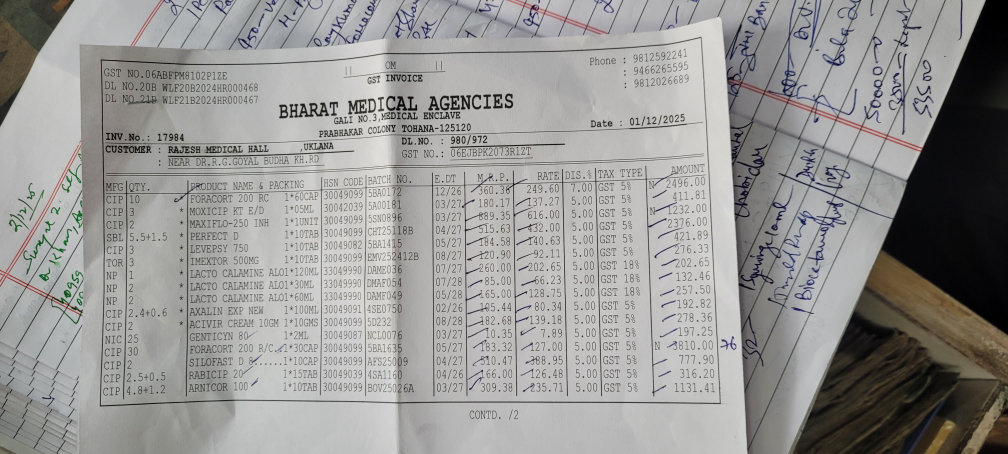 OM
GST INVOICE
GST NO.06ABFPM8102P1ZE
DL NO.20B WLF20B2024HR000468
DL NO.21B WLF21B2024HR000467
Phone : 9812592241
: 9466265595
: 9812026689
BHARAT MEDICAL AGENCIES
GALI NO.3,MEDICAL ENCLAVE
PRABHAKAR COLONY TOHANA-125120
INV.No.: 17984 Date : 01/12/2025
CUSTOMER : RAJESH MEDICAL HALL ,UKLANA DL.NO.: 980/972
: NEAR DR.R.G.GOYAL BUDHA KH.RD GST NO.: 06EJBPK2073R1ZT
MFG QTY. PRODUCT NAME & PACKING HSN CODE BATCH NO. E.DT M.R.P. RATE DIS.% TAX TYPE AMOUNT
CIP 10 FORACORT 200 RC 1*60CAP 30049099 5BA0172 12/26 360.36 249.60 7.00 GST 5% N 2496.00
CIP 3 * MOXICIP KT E/D 1*05ML 30042039 5A00181 03/27 180.17 137.27 5.00 GST 5% 411.81
CIP 2 * MAXIFLO-250 INH 1*1UNIT 30049099 5SN0896 03/27 889.35 616.00 5.00 GST 5% N 1232.00
SBL 5.5+1.5 * PERFECT D 1*10TAB 30049099 CHT25118B 04/27 515.63 432.00 5.00 GST 5% 2376.00
CIP 3 * LEVEPSY 750 1*10TAB 30049082 5BA1415 05/27 184.58 140.63 5.00 GST 5% 421.89
TOR 3 * IMEXTOR 500MG 1*10TAB 30049099 EMV252412B 08/27 120.90 92.11 5.00 GST 5% 276.33
NP 1 * LACTO CALAMINE ALO1*120ML 33049990 DAME036 07/27 260.00 202.65 5.00 GST 18% 202.65
NP 2 * LACTO CALAMINE ALO1*30ML 33049990 DMAF054 07/28 85.00 66.23 5.00 GST 18% 132.46
NP 2 * LACTO CALAMINE ALO1*60ML 33049990 DAMF049 05/28 165.00 128.75 5.00 GST 18% 257.50
CIP 2.4+0.6 * AXALIN EXP NEW 1*100ML 30049091 4SE0750 02/26 105.44 80.34 5.00 GST 5% 192.82
CIP 2 * ACIVIR CREAM 10GM 1*10GMS 30049099 5D232 08/28 182.68 139.18 5.00 GST 5% 278.36
NIC 25 GENTICYN 80 1*2ML 30049087 NCL0076 03/27 10.35 7.89 5.00 GST 5% 197.25
CIP 30 FORACORT 200 R/C 1*30CAP 30049099 5BA1635 05/27 183.32 127.00 5.00 GST 5% N 3810.00
CIP 2 SILOFAST D 8 1*10CAP 30049099 AFS25009 04/27 510.47 388.95 5.00 GST 5% 777.90
CIP 2.5+0.5 RABICIP 20 1*15TAB 30049039 4SA1160 04/27 166.00 126.48 5.00 GST 5% 316.20
CIP 4.8+1.2 ARNICOR 100 1*10TAB 30049099 BOV25026A 03/27 309.38 235.71 5.00 GST 5% 1131.41
CONTD. /2
50000
3500
53500
2/12/25